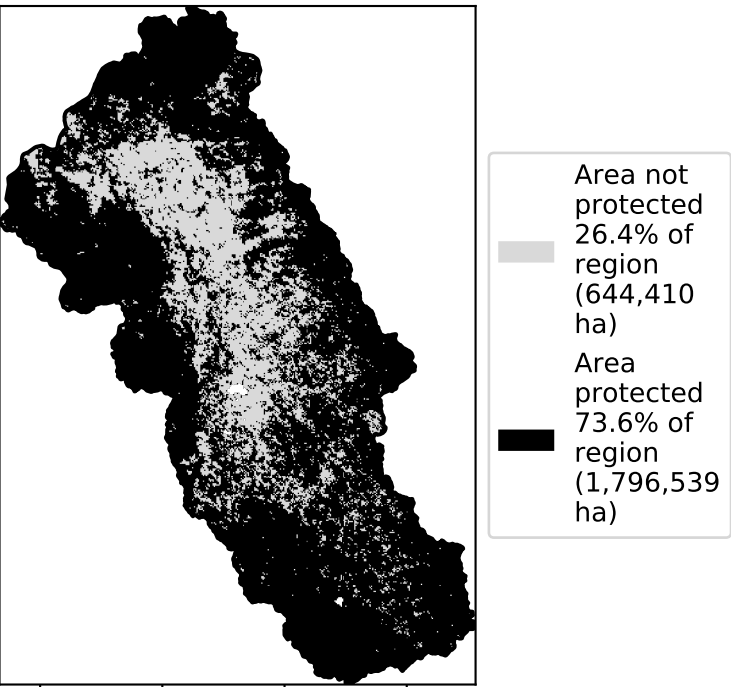 Area not
protected
26.4% of
region
(644,410
ha)
Area
protected
73.6% of
region
(1,796,539
ha)